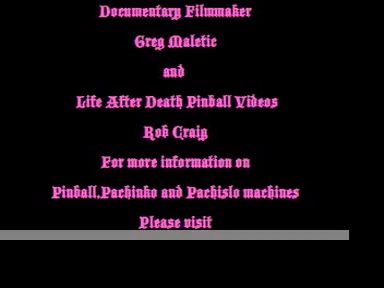 Documentary Filmmaker
Greg Maletic
and
Life After Death Pinball Videos
Rob Craig
For more information on
Pinball,Pachinko and Pachislo machines
Please visit